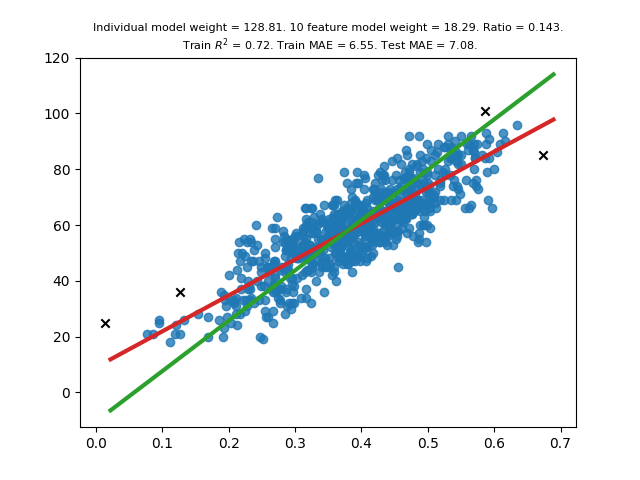 Individual model weight = 128.81. 10 feature model weight = 18.29. Ratio = 0.143.
Train R² = 0.72. Train MAE = 6.55. Test MAE = 7.08.
120
100
80
60
40
20
0
0.0 0.1 0.2 0.3 0.4 0.5 0.6 0.7